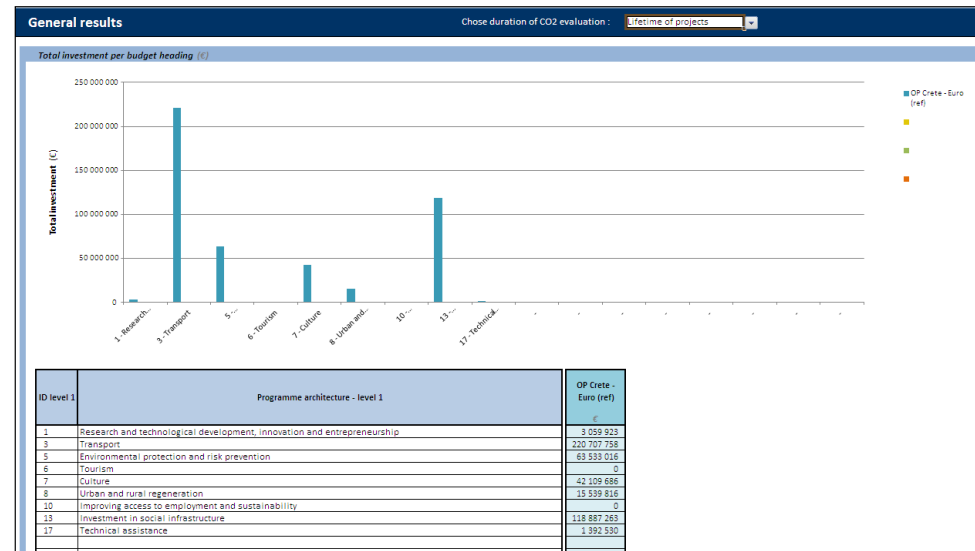 General results
Chose duration of CO2 evaluation :
Lifetime of projects
Total investment per budget heading (€)
Total investment (€)
250 000 000
200 000 000
150 000 000
100 000 000
50 000 000
0
1 - Research...
3 - Transport
5 -...
6 - Tourism
7 - Culture
8 - Urban and...
10 -...
13 -...
17 - Technical...
OP Crete - Euro
(ref)
ID level 1 Programme architecture - level 1 OP Crete -
Euro (ref)
€
1 Research and technological development, innovation and entrepreneurship 3 059 923
3 Transport 220 707 758
5 Environmental protection and risk prevention 63 533 016
6 Tourism 0
7 Culture 42 109 686
8 Urban and rural regeneration 15 539 816
10 Improving access to employment and sustainability 0
13 Investment in social infrastructure 118 887 263
17 Technical assistance 1 392 530